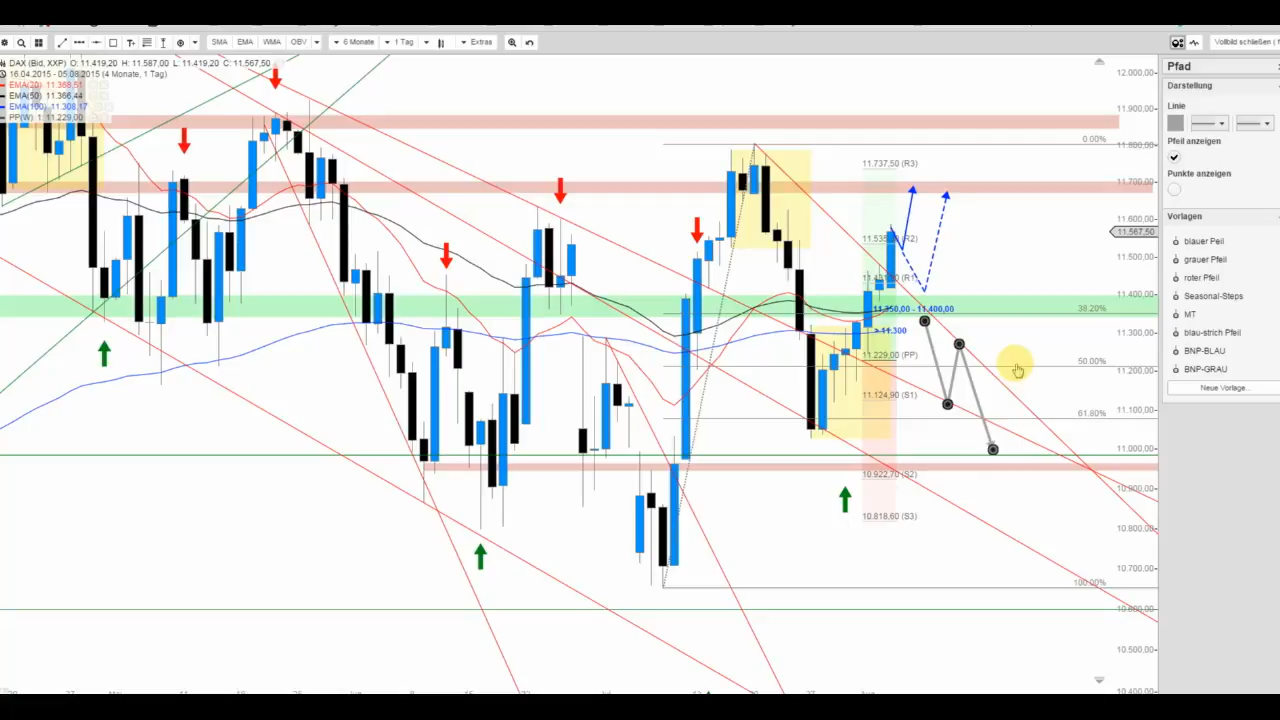 T+ SMA EMA WMA OBV 6 Monate 1 Tag Extras Vollbild schließen (
DAX (Bid, XXP) O: 11.419,20 H: 11.587,00 L: 11.419,20 C: 11.567,50
16.04.2015 - 05.08.2015 (4 Monate, 1 Tag)
EMA(20) 11.368,51
EMA(50) 11.366,44
EMA(100) 11.308,17
PP(W) 1: 11.229,00
12.000,00
11.900,00
11.800,00
11.700,00
11.600,00
11.567,50
11.500,00
11.400,00
11.300,00
11.200,00
11.100,00
11.000,00
10.900,00
10.800,00
10.700,00
10.600,00
10.500,00
10.400,00
0.00%
38.20%
50.00%
61.80%
100.00%
11.737,50 (R3)
(R2)
(R1)
11.350,00 - 11.400,00
> 11.300
11.229,00 (PP)
11.124,90 (S1)
10.922,70 (S2)
10.818,60 (S3)
Pfad
Darstellung
Linie
Pfeil anzeigen
Punkte anzeigen
Vorlagen
blauer Peil
grauer Pfeil
roter Pfeil
Seasonal-Steps
MT
blau-strich Pfeil
BNP-BLAU
BNP-GRAU
Neue Vorlage...